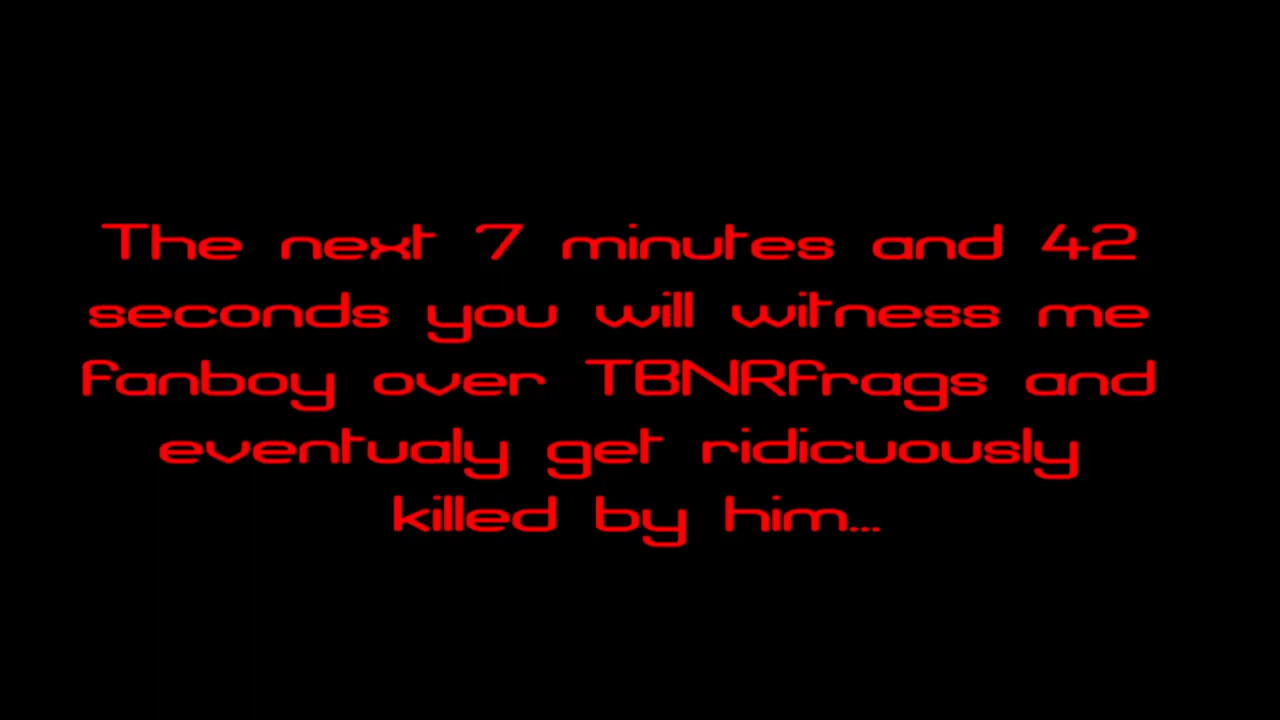 The next 7 minutes and 42
seconds you will witness me
fanboy over TBNRfrags and
eventualy get ridicuously
killed by him...